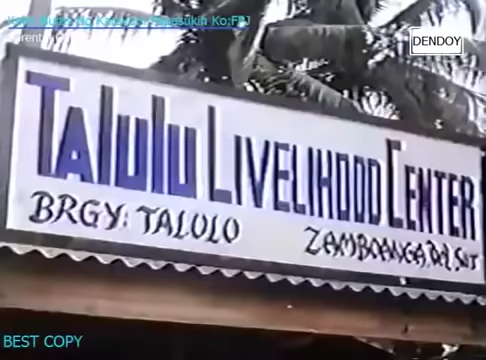 DENDOY
Talulu Livelihood Center
BRGY: TALULO
ZAMBOANGA, Del, Sur
BEST COPY